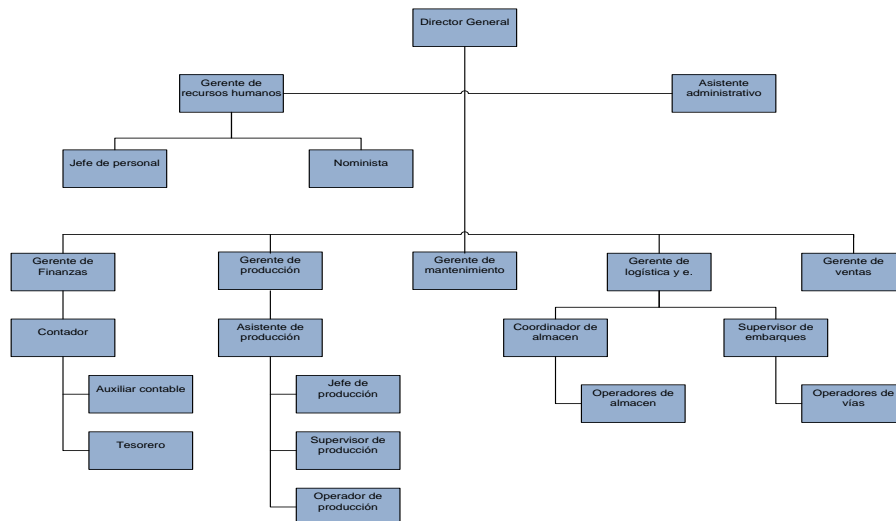 Director General
Gerente de
recursos humanos
Asistente
administrativo
Jefe de personal
Nominista
Gerente de
Finanzas
Gerente de
producción
Gerente de
mantenimiento
Gerente de
logística y e.
Gerente de
ventas
Contador
Asistente de
producción
Coordinador de
almacen
Supervisor de
embarques
Auxiliar contable
Jefe de
producción
Operadores de
almacen
Operadores de
vías
Tesorero
Supervisor de
producción
Operador de
producción